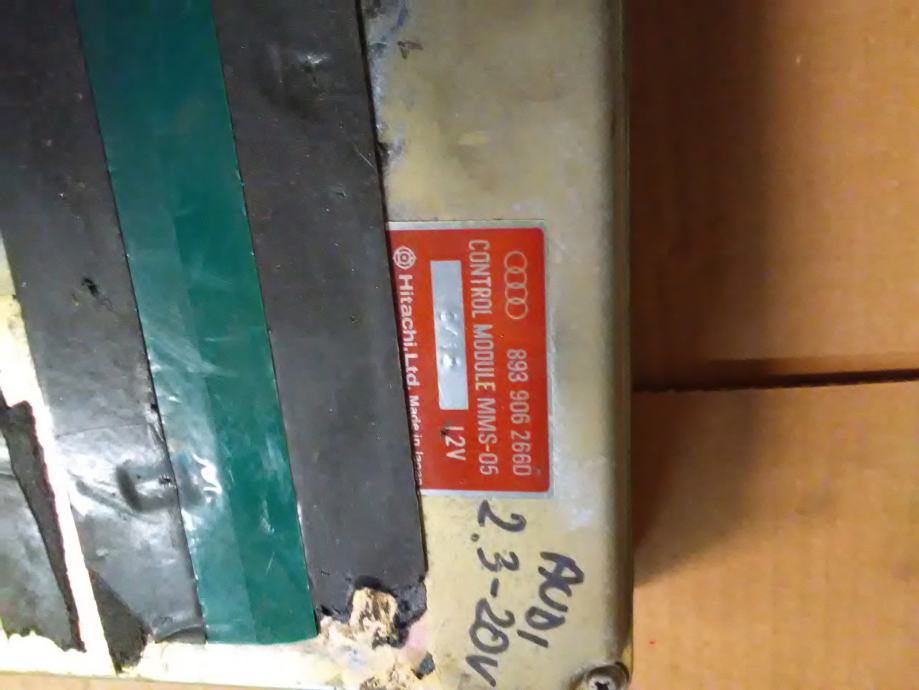 893 906 266D
CONTROL MODULE MMS-05
12V
Hitachi, Ltd. Made in Japan
AUDI
2.3-20V